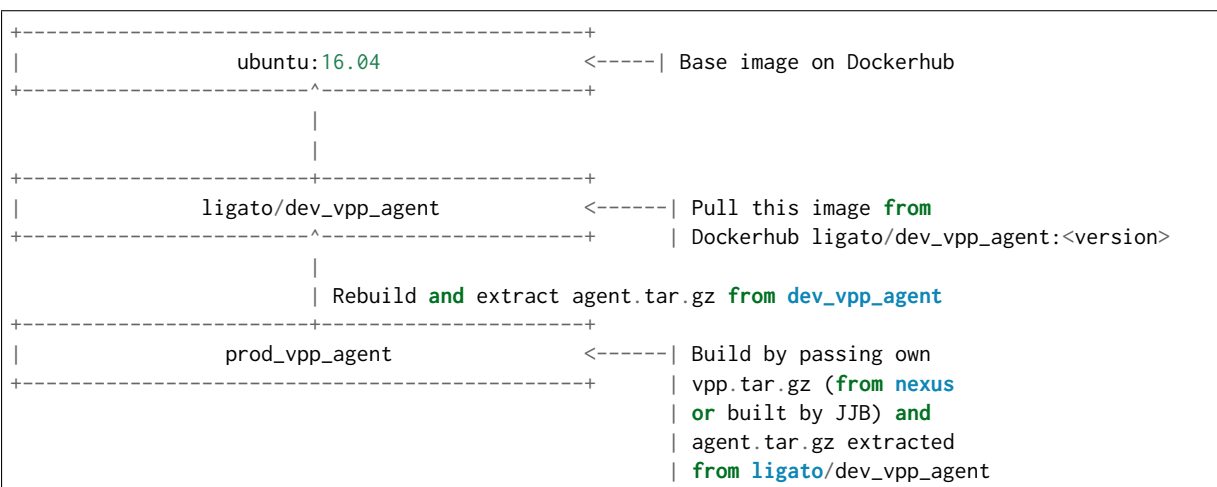 +-----------------------------------------------+
| ubuntu:16.04 <-----| Base image on Dockerhub
+------------------------^----------------------+
|
|
+------------------------+----------------------+
| ligato/dev_vpp_agent <------| Pull this image from
+------------------------^----------------------+ | Dockerhub ligato/dev_vpp_agent:<version>
|
| Rebuild and extract agent.tar.gz from dev_vpp_agent
+------------------------+----------------------+
| prod_vpp_agent <------| Build by passing own
+-----------------------------------------------+ | vpp.tar.gz (from nexus
| or built by JJB) and
| agent.tar.gz extracted
| from ligato/dev_vpp_agent